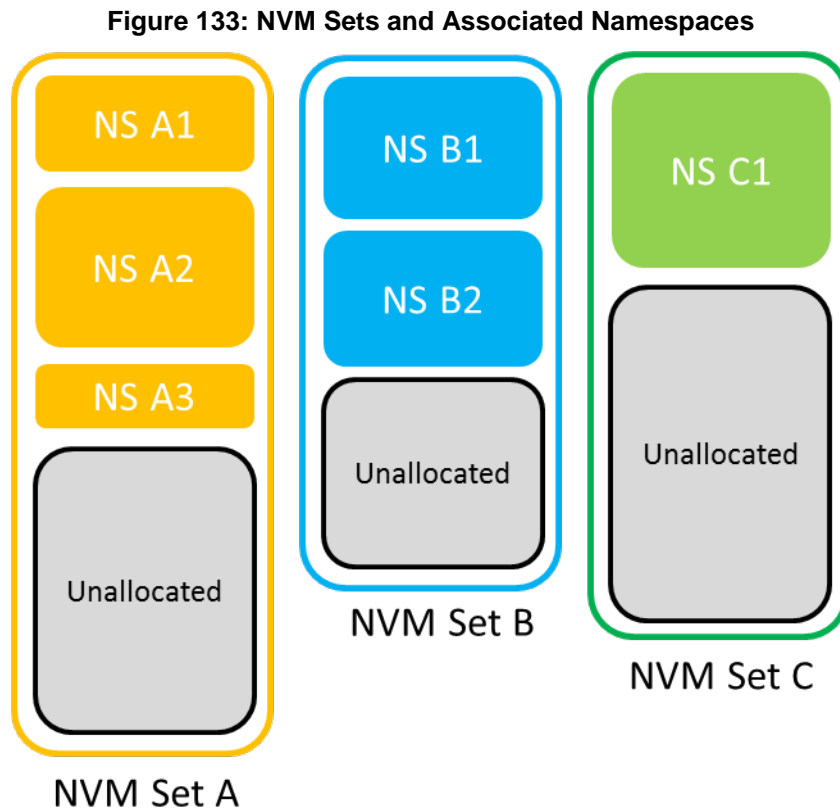 Figure 133: NVM Sets and Associated Namespaces
NS A1
NS A2
NS A3
Unallocated
NVM Set A
NS B1
NS B2
Unallocated
NVM Set B
NS C1
Unallocated
NVM Set C